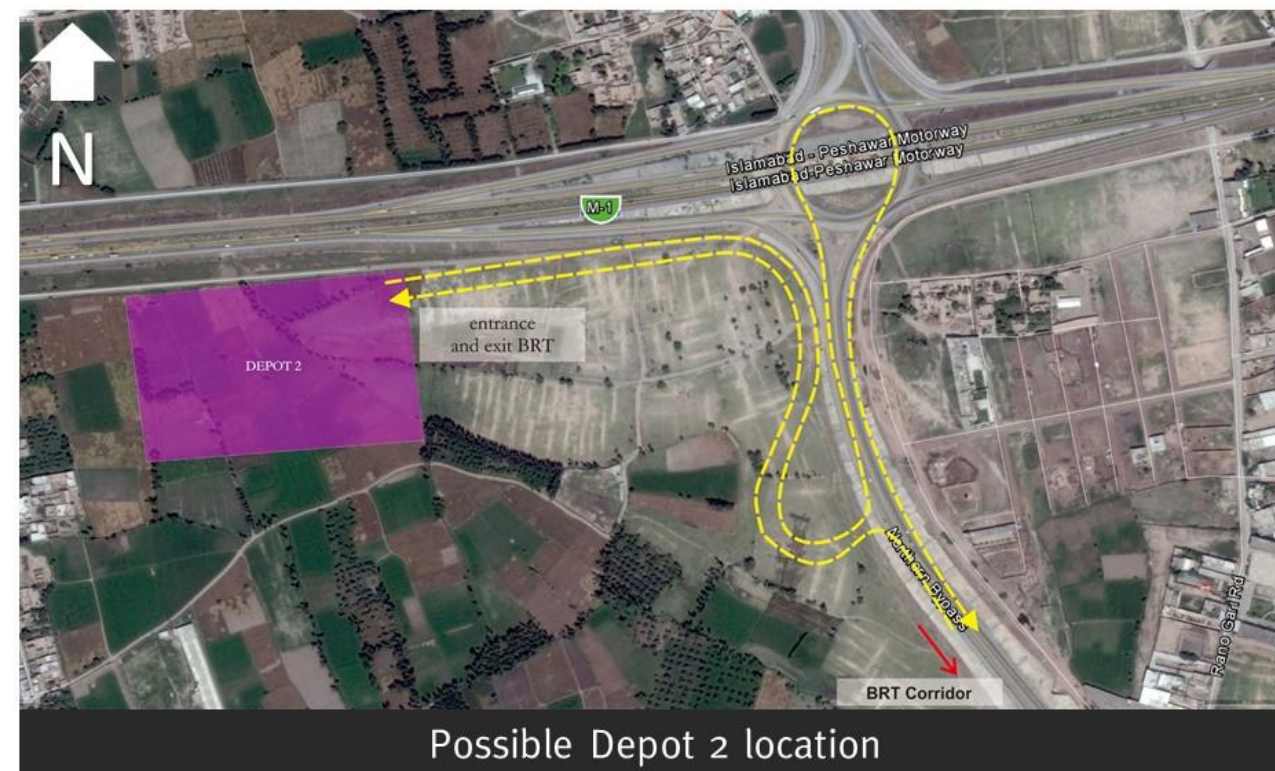 N
Islamabad - Peshawar Motorway
Islamabad-Peshawar Motorway
M-1
entrance
and exit BRT
DEPOT 2
Northern Bypass
Rano Garl Rd
BRT Corridor
Possible Depot 2 location